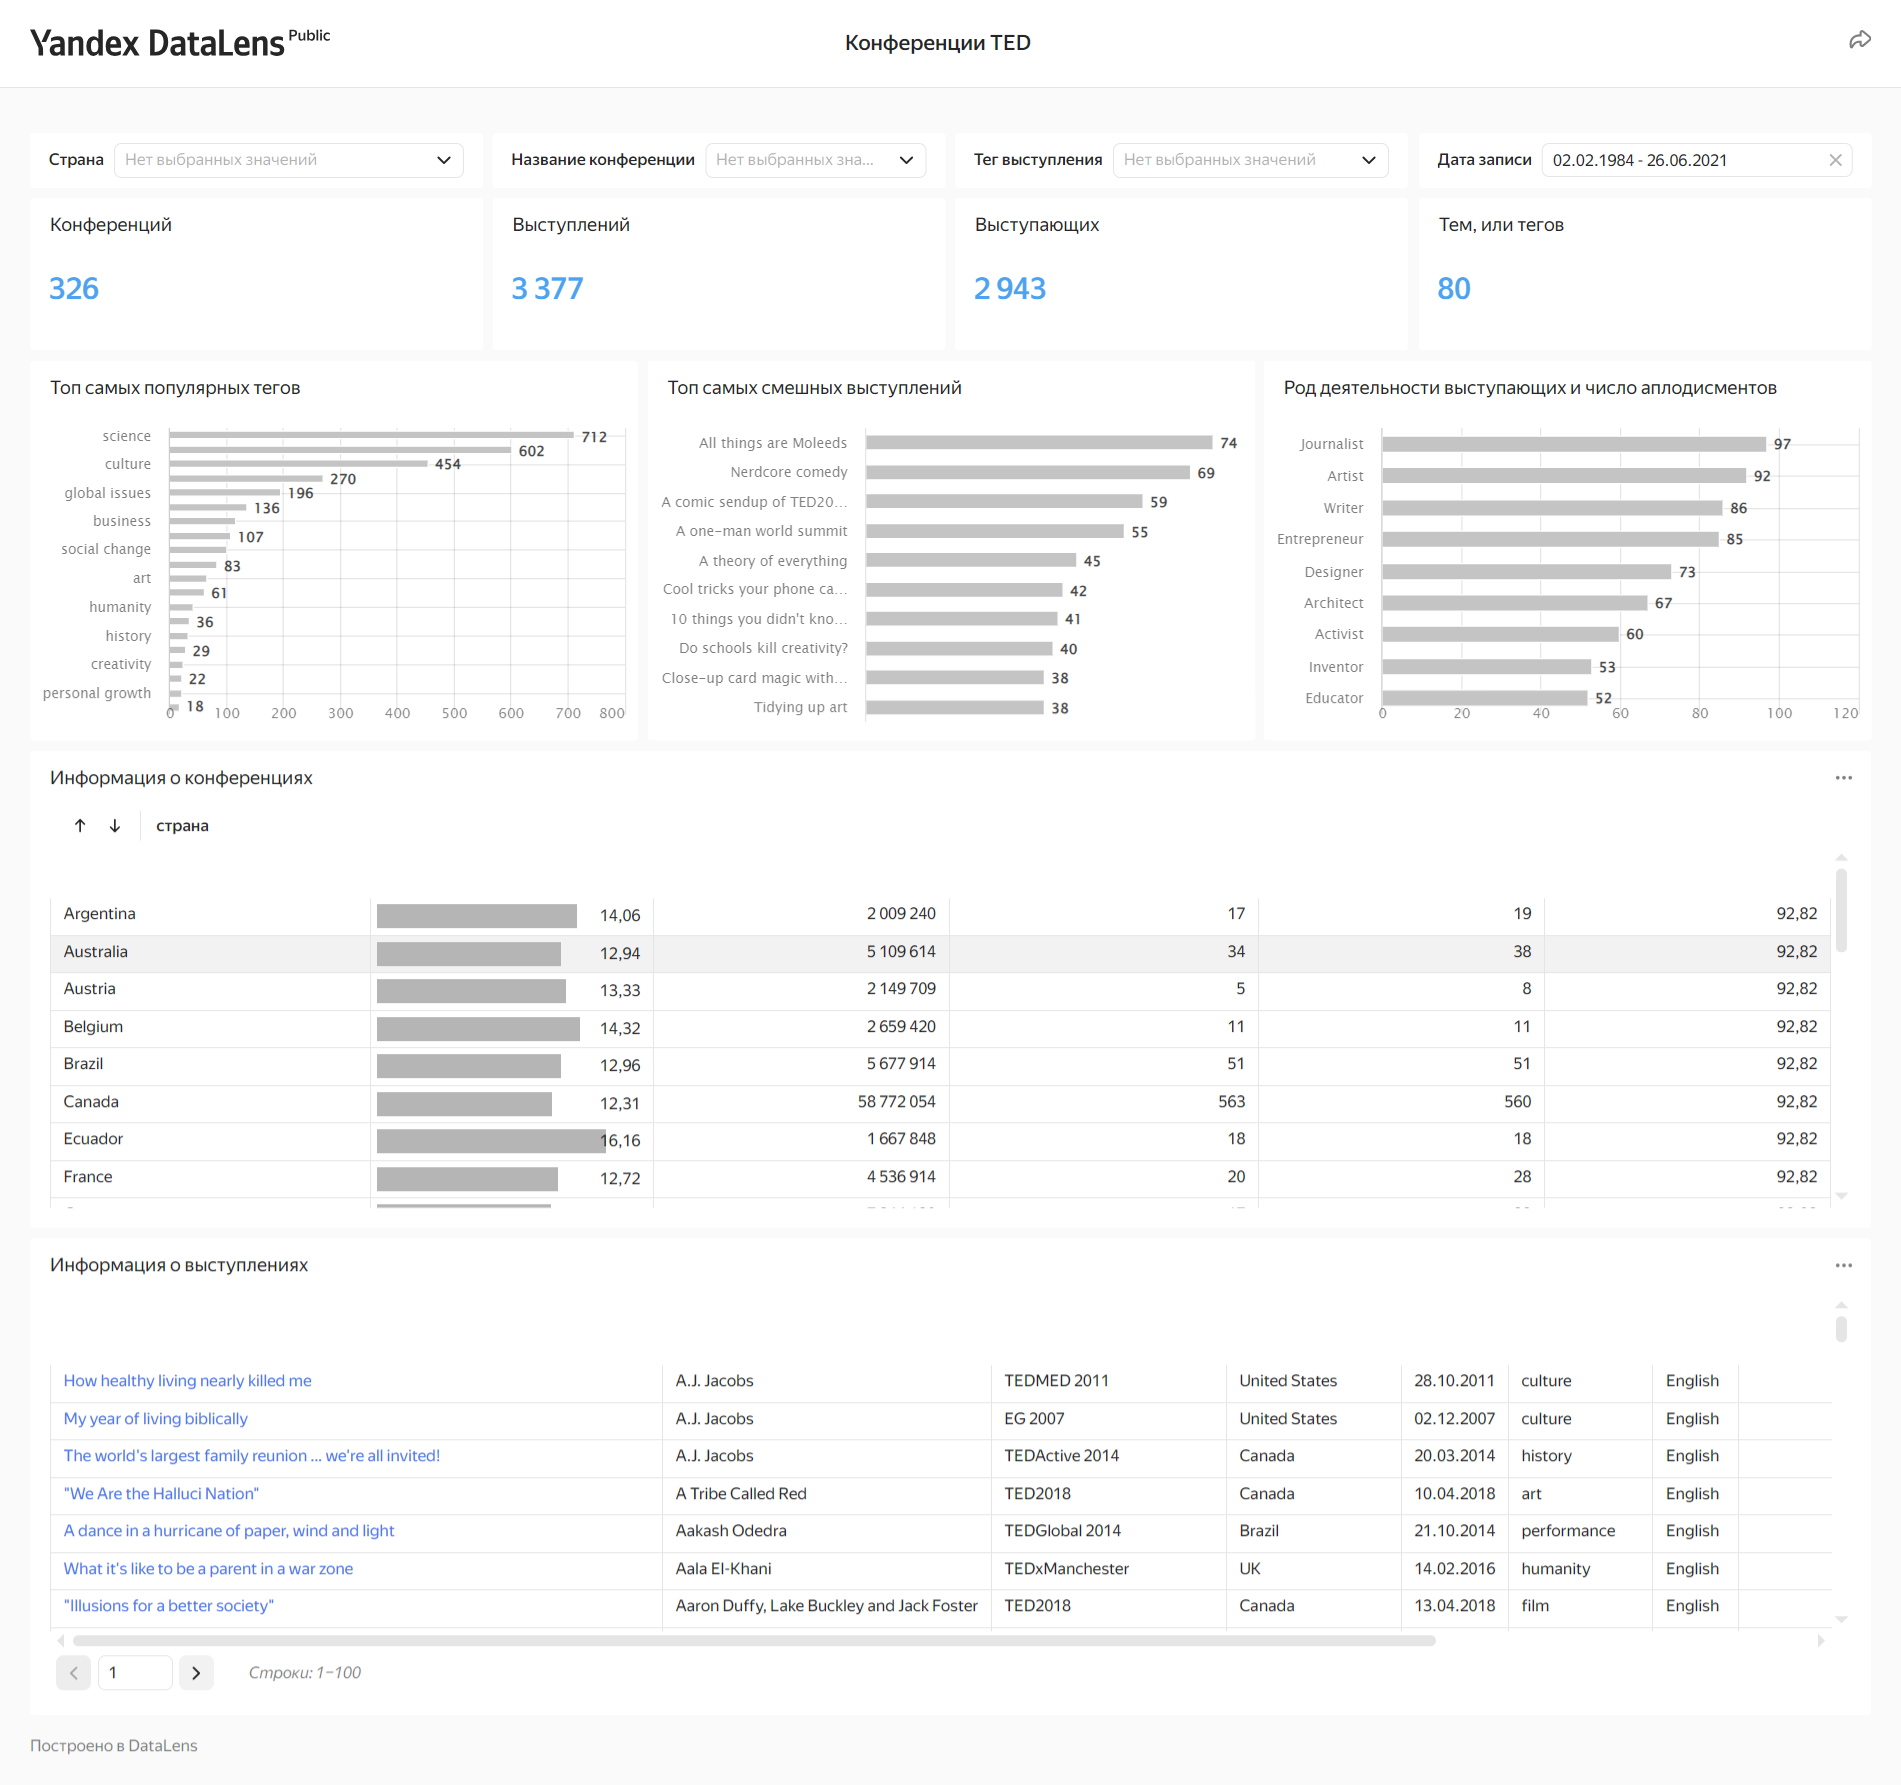 Yandex DataLens Public
Конференции TED
Страна Нет выбранных значений
Название конференции Нет выбранных зна...
Тег выступления Нет выбранных значений
Дата записи 02.02.1984 - 26.06.2021
Конференций
326
Выступлений
3 377
Выступающих
2 943
Тем, или тегов
80
Топ самых популярных тегов
science 712
602
culture 454
270
global issues 196
136
business
107
social change
83
art
61
humanity
36
history
29
creativity
22
personal growth
18
0 100 200 300 400 500 600 700 800
Топ самых смешных выступлений
All things are Moleeds 74
Nerdcore comedy 69
A comic sendup of TED20... 59
A one-man world summit 55
A theory of everything 45
Cool tricks your phone ca... 42
10 things you didn't kno... 41
Do schools kill creativity? 40
Close-up card magic with... 38
Tidying up art 38
Род деятельности выступающих и число аплодисментов
Journalist 97
Artist 92
Writer 86
Entrepreneur 85
Designer 73
Architect 67
Activist 60
Inventor 53
Educator 52
0 20 40 60 80 100 120
Информация о конференциях
страна
Argentina 14,06 2 009 240 17 19 92,82
Australia 12,94 5 109 614 34 38 92,82
Austria 13,33 2 149 709 5 8 92,82
Belgium 14,32 2 659 420 11 11 92,82
Brazil 12,96 5 677 914 51 51 92,82
Canada 12,31 58 772 054 563 560 92,82
Ecuador 16,16 1 667 848 18 18 92,82
France 12,72 4 536 914 20 28 92,82
Информация о выступлениях
How healthy living nearly killed me A.J. Jacobs TEDMED 2011 United States 28.10.2011 culture English
My year of living biblically A.J. Jacobs EG 2007 United States 02.12.2007 culture English
The world's largest family reunion ... we're all invited! A.J. Jacobs TEDActive 2014 Canada 20.03.2014 history English
"We Are the Halluci Nation" A Tribe Called Red TED2018 Canada 10.04.2018 art English
A dance in a hurricane of paper, wind and light Aakash Odedra TEDGlobal 2014 Brazil 21.10.2014 performance English
What it's like to be a parent in a war zone Aala El-Khani TEDxManchester UK 14.02.2016 humanity English
"Illusions for a better society" Aaron Duffy, Lake Buckley and Jack Foster TED2018 Canada 13.04.2018 film English
1 Строки: 1−100
Построено в DataLens